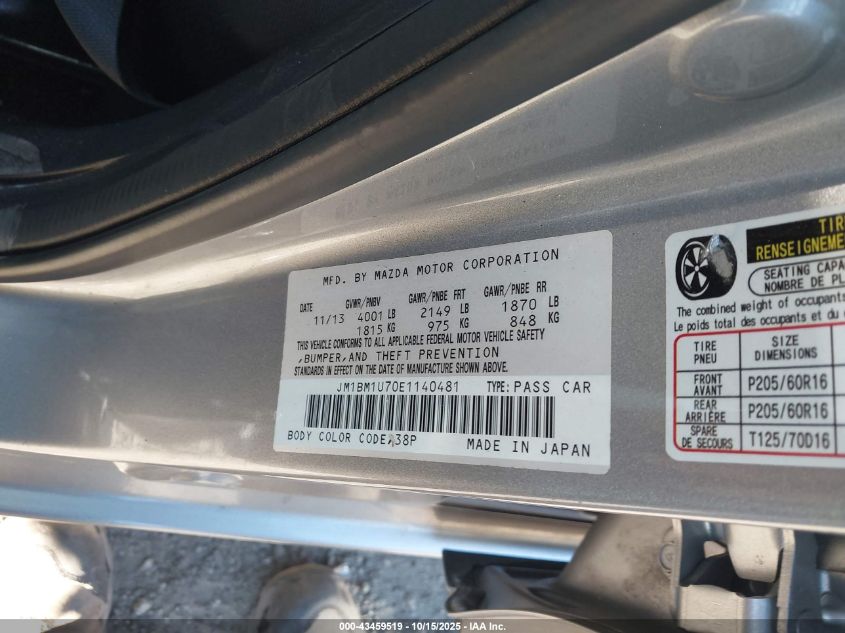 MFD. BY MAZDA MOTOR CORPORATION
DATE GVWR/PNBV GAWR/PNBE FRT GAWR/PNBE RR
11/13 4001 LB 2149 LB 1870 LB
1815 KG 975 KG 848 KG
THIS VEHICLE CONFORMS TO ALL APPLICABLE FEDERAL MOTOR VEHICLE SAFETY
,BUMPER,AND THEFT PREVENTION
STANDARDS IN EFFECT ON THE DATE OF MANUFACTURE SHOWN ABOVE.
JM1BM1U70E1140481 TYPE: PASS CAR
BODY COLOR CODE: 38P MADE IN JAPAN
TIRE
RENSEIGNEME
SEATING CAPA
NOMBRE DE PL
The combined weight of occupants
Le poids total des occupants et du
TIRE PNEU SIZE DIMENSIONS
FRONT AVANT P205/60R16
REAR ARRIÈRE P205/60R16
SPARE DE SECOURS T125/70D16
000-43459519 - 10/15/2025 - IAA Inc.